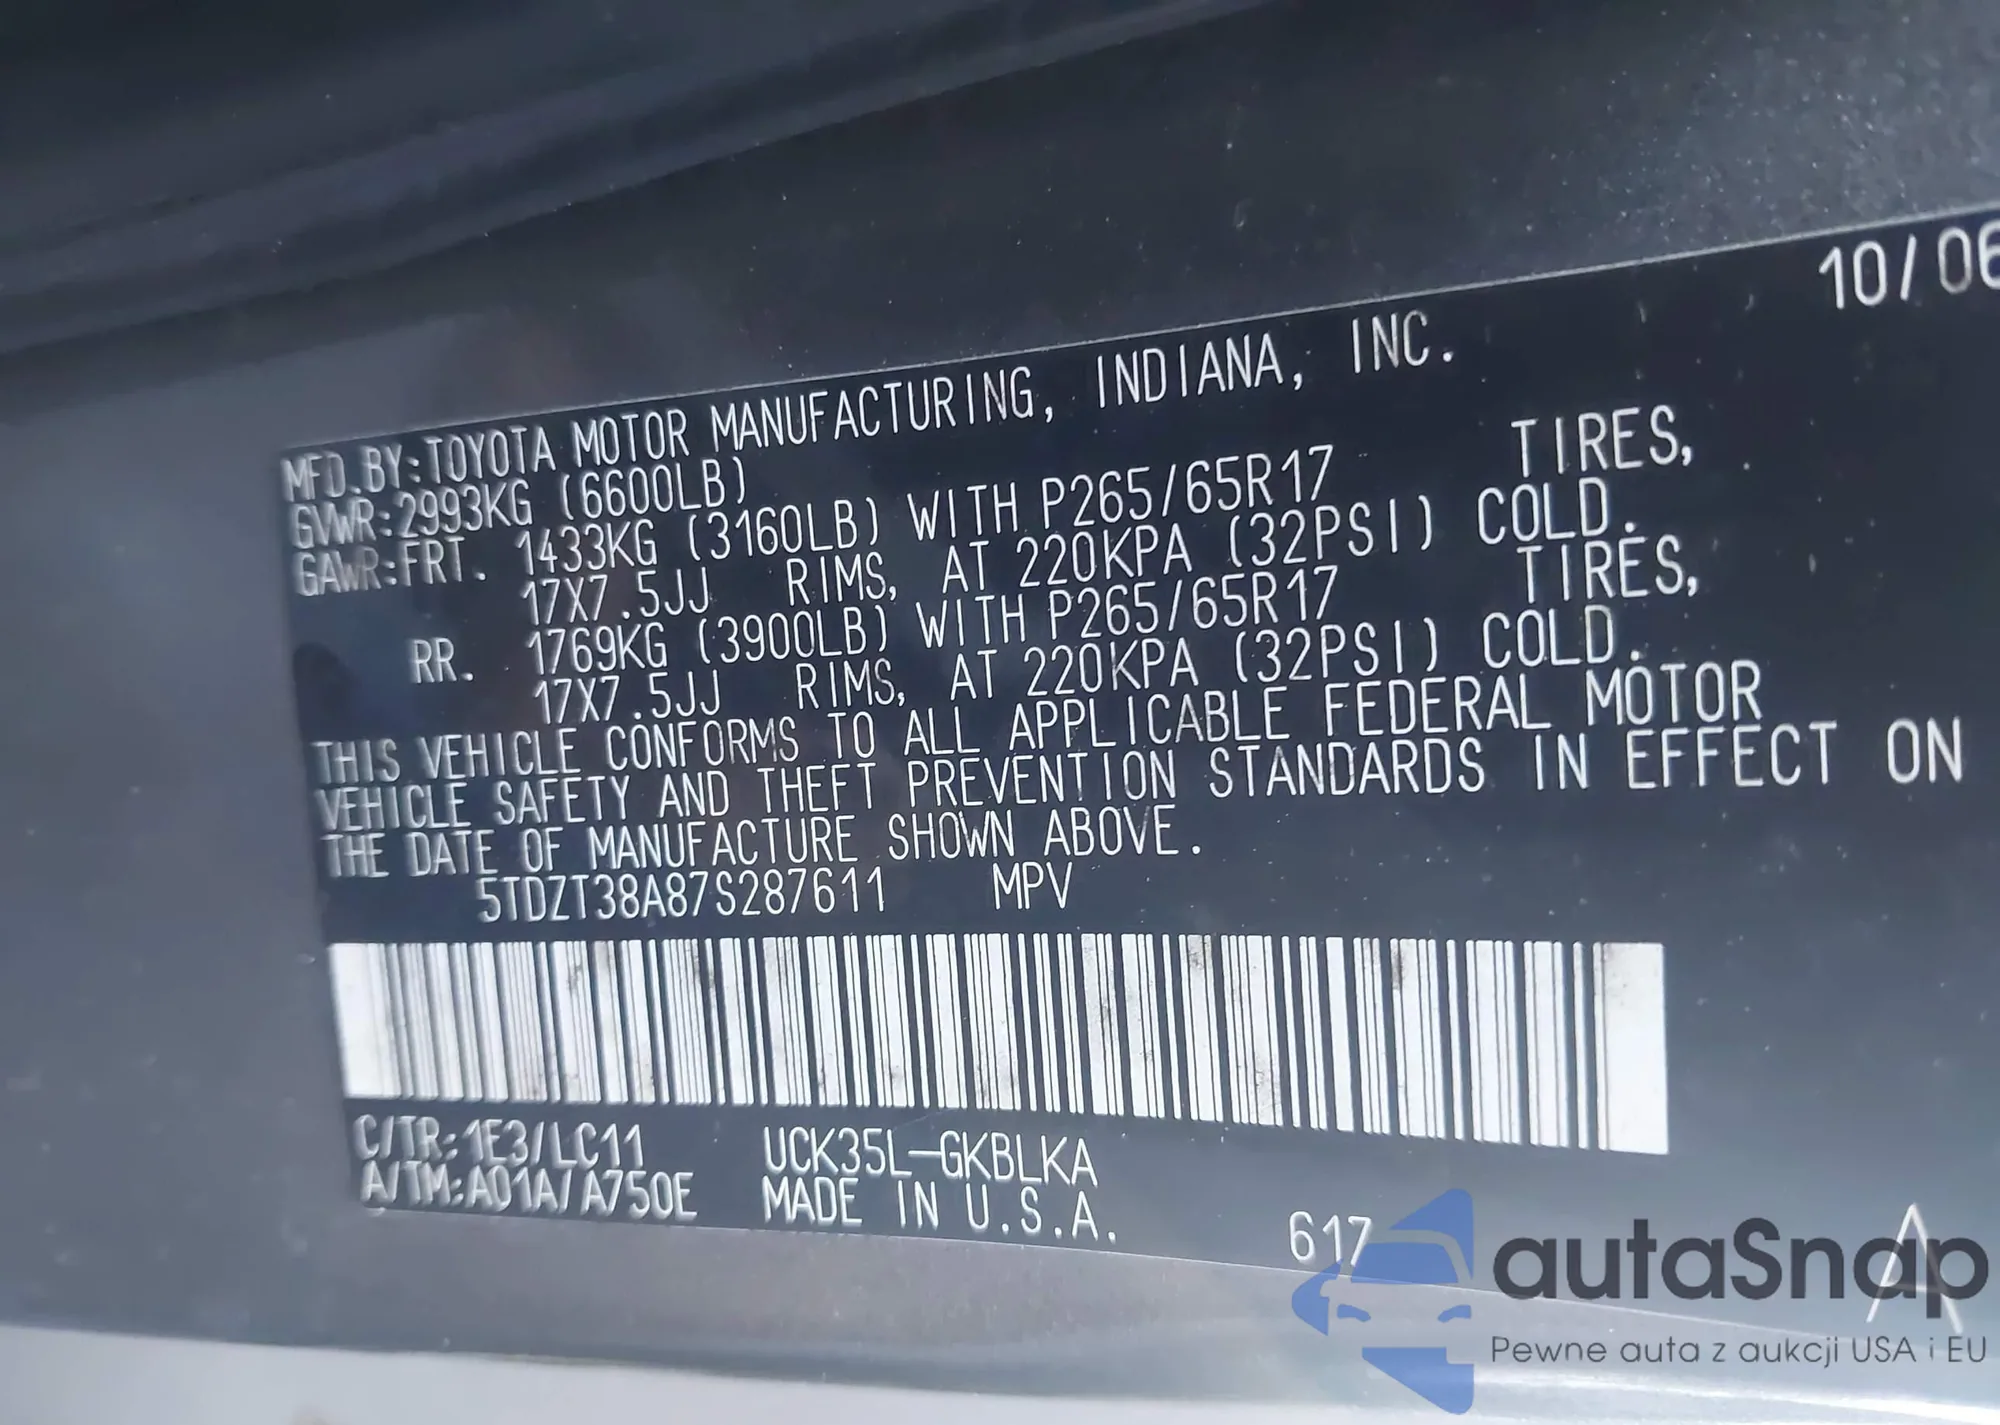 10/06
MFD.BY:TOYOTA MOTOR MANUFACTURING, INDIANA, INC.
GVWR:2993KG (6600LB)
GAWR:FRT. 1433KG (3160LB) WITH P265/65R17 TIRES,
17X7.5JJ RIMS, AT 220KPA (32PSI) COLD.
RR. 1769KG (3900LB) WITH P265/65R17 TIRES,
17X7.5JJ RIMS, AT 220KPA (32PSI) COLD.
THIS VEHICLE CONFORMS TO ALL APPLICABLE FEDERAL MOTOR
VEHICLE SAFETY AND THEFT PREVENTION STANDARDS IN EFFECT ON
THE DATE OF MANUFACTURE SHOWN ABOVE.
5TDZT38A87S287611 MPV
C/TR:1E3/LC11 UCK35L-GKBLKA
A/TM:A01A/A750E MADE IN U.S.A.
617
A
autaSnap
Pewne auta z aukcji USA i EU